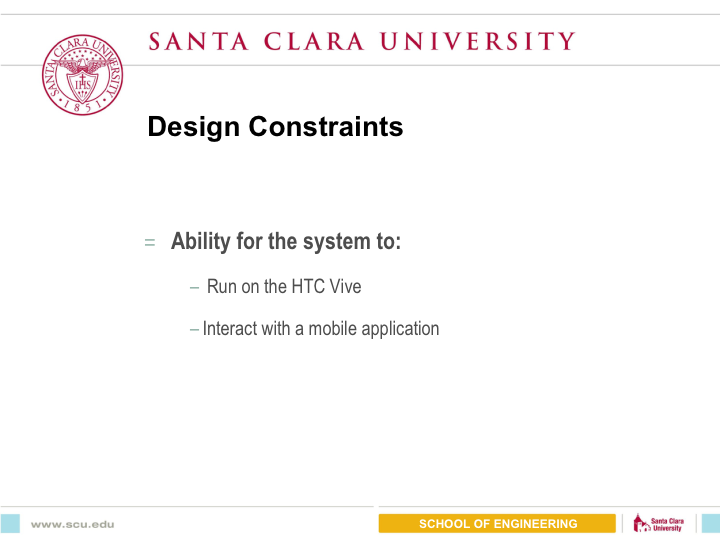 SANTA CLARA UNIVERSITY
SANTA CLARA UNIVERSITY
IHS
• 1851 •
Design Constraints
= Ability for the system to:
– Run on the HTC Vive
– Interact with a mobile application
www.scu.edu
SCHOOL OF ENGINEERING
Santa Clara
University